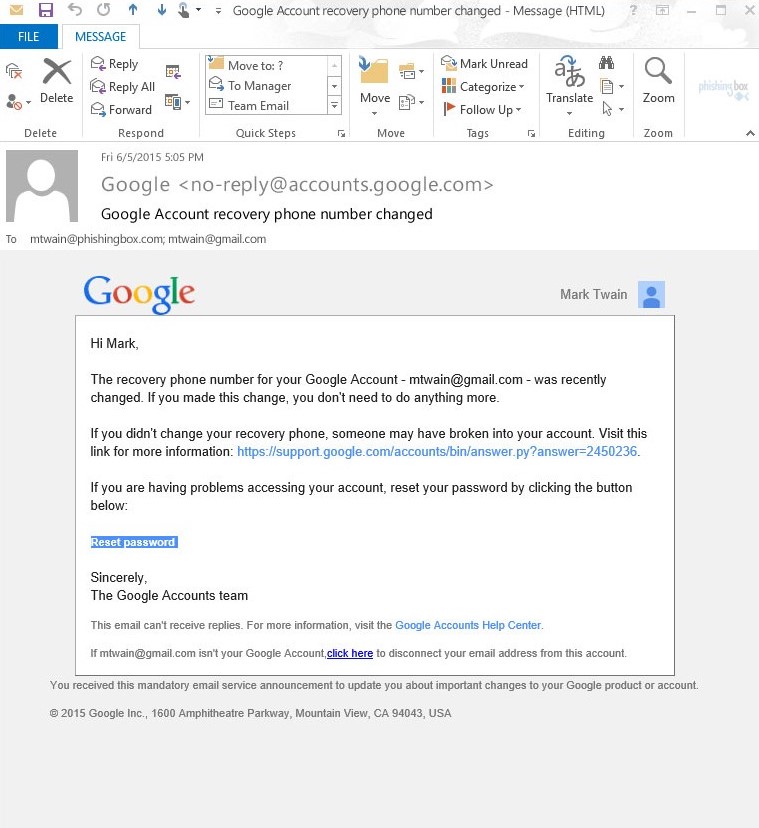 Google Account recovery phone number changed - Message (HTML)
?
FILE MESSAGE
Delete
Reply
Reply All
Forward
Move to: ?
To Manager
Team Email
Move
Mark Unread
Categorize
Follow Up
Translate
Zoom
phishingbox
Delete Respond Quick Steps Move Tags Editing Zoom
Fri 6/5/2015 5:05 PM
Google <no-reply@accounts.google.com>
Google Account recovery phone number changed
To mtwain@phishingbox.com; mtwain@gmail.com
Google
Mark Twain
Hi Mark,
The recovery phone number for your Google Account - mtwain@gmail.com - was recently
changed. If you made this change, you don't need to do anything more.
If you didn't change your recovery phone, someone may have broken into your account. Visit this
link for more information: https://support.google.com/accounts/bin/answer.py?answer=2450236.
If you are having problems accessing your account, reset your password by clicking the button
below:
Reset password
Sincerely,
The Google Accounts team
This email can't receive replies. For more information, visit the Google Accounts Help Center.
If mtwain@gmail.com isn't your Google Account,click here to disconnect your email address from this account.
You received this mandatory email service announcement to update you about important changes to your Google product or account.
© 2015 Google Inc., 1600 Amphitheatre Parkway, Mountain View, CA 94043, USA